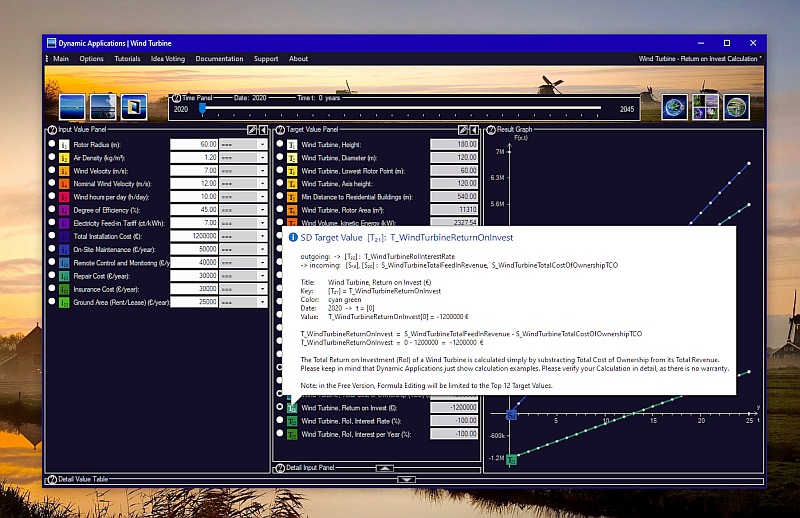 Dynamic Applications | Wind Turbine
Main Options Tutorials Idea Voting Documentation Support About
Wind Turbine - Return on Invest Calculation *
Time Panel Date: 2020 Time t: 0 years
2020 2045
Input Value Panel
Rotor Radius (m): 60.00 ===
Air Density (kg/m³): 1.20 ===
Wind Velocity (m/s): 7.00 ===
Nominal Wind Velocity (m/s): 12.00 ===
Wind hours per day (h/day): 10.00 ===
Degree of Efficiency (%): 45.00 ===
Electricity Feed-in Tariff (ct/kWh): 7.00 ===
Total Installation Cost (€): 1200000 ===
On-Site Maintenance (€/year): 50000 ===
Remote Control and Monitoring (€/ 40000 ===
Repair Cost (€/year): 30000 ===
Insurance Cost (€/year): 30000 ===
Ground Area (Rent/Lease) (€/year): 25000 ===
Target Value Panel
Wind Turbine, Height: 180.00
Wind Turbine, Diameter (m): 120.00
Wind Turbine, Lowest Rotor Point (m): 60.00
Wind Turbine, Axis height: 120.00
Min Distance to Residential Buildings (m): 540.00
Wind Turbine, Rotor Area (m²): 11310
Wind Volume, kinetic Energy (kW): 2327.54
SD Target Value [T₂₁]: T_WindTurbineReturnOnInvest
outgoing: -> [T₂₂] : T_WindTurbineRoIInterestRate
-> incoming: [S₁₈], [S₂₀] : S_WindTurbineTotalFeedInRevenue, S_WindTurbineTotalCostOfOwnershipTCO
Title: Wind Turbine, Return on Invest (€)
Key: [T₂₁] = T_WindTurbineReturnOnInvest
Color: cyan green
Date: 2020 -> t = [0]
Value: T_WindTurbineReturnOnInvest[0] = -1200000 €
T_WindTurbineReturnOnInvest = S_WindTurbineTotalFeedInRevenue - S_WindTurbineTotalCostOfOwnershipTCO
T_WindTurbineReturnOnInvest = 0 - 1200000 = -1200000 €
The Total Return on Investment (RoI) of a Wind Turbine is calculated simply by substracting Total Cost of Ownership from its Total Revenue.
Please keep in mind that Dynamic Applications just show calculation examples. Please verify your Calculation in detail, as there is no warranty.
Note: in the Free Version, Formula Editing will be limited to the Top 12 Target Values.
Wind Turbine, Return on Invest (€): -1200000
Wind Turbine, RoI, Interest Rate (%): -100.00
Wind Turbine, RoI, Interest per Year (%): -100.00
Detail Input Panel
Result Graph
F(x,t)
7M
6.3M
5.6M
-600k
-1.2M
0 5 10 15 20 25
y
t
Detail Value Table